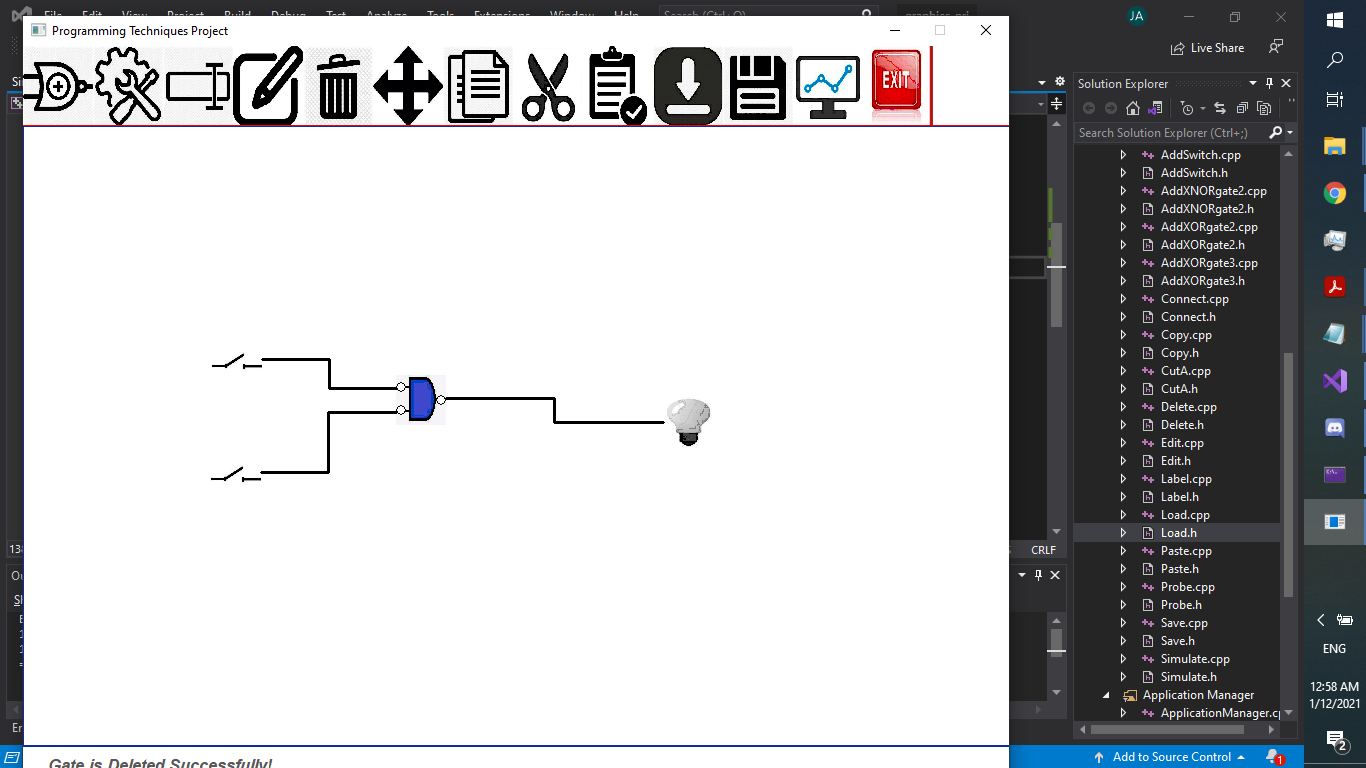 File Edit View Project Build Debug Test Analyze Tools Extensions Window Help Search (Ctrl+Q)
JA
Programming Techniques Project
Live Share
EXIT
Solution Explorer
Search Solution Explorer (Ctrl+;)
AddSwitch.cpp
AddSwitch.h
AddXNORgate2.cpp
AddXNORgate2.h
AddXORgate2.cpp
AddXORgate2.h
AddXORgate3.cpp
AddXORgate3.h
Connect.cpp
Connect.h
Copy.cpp
Copy.h
CutA.cpp
CutA.h
Delete.cpp
Delete.h
Edit.cpp
Edit.h
Label.cpp
Label.h
Load.cpp
Load.h
Paste.cpp
Paste.h
Probe.cpp
Probe.h
Save.cpp
Save.h
Simulate.cpp
Simulate.h
Application Manager
ApplicationManager.c
CRLF
Gate is Deleted Successfully!
Add to Source Control
1
ENG
12:58 AM
1/12/2021
2